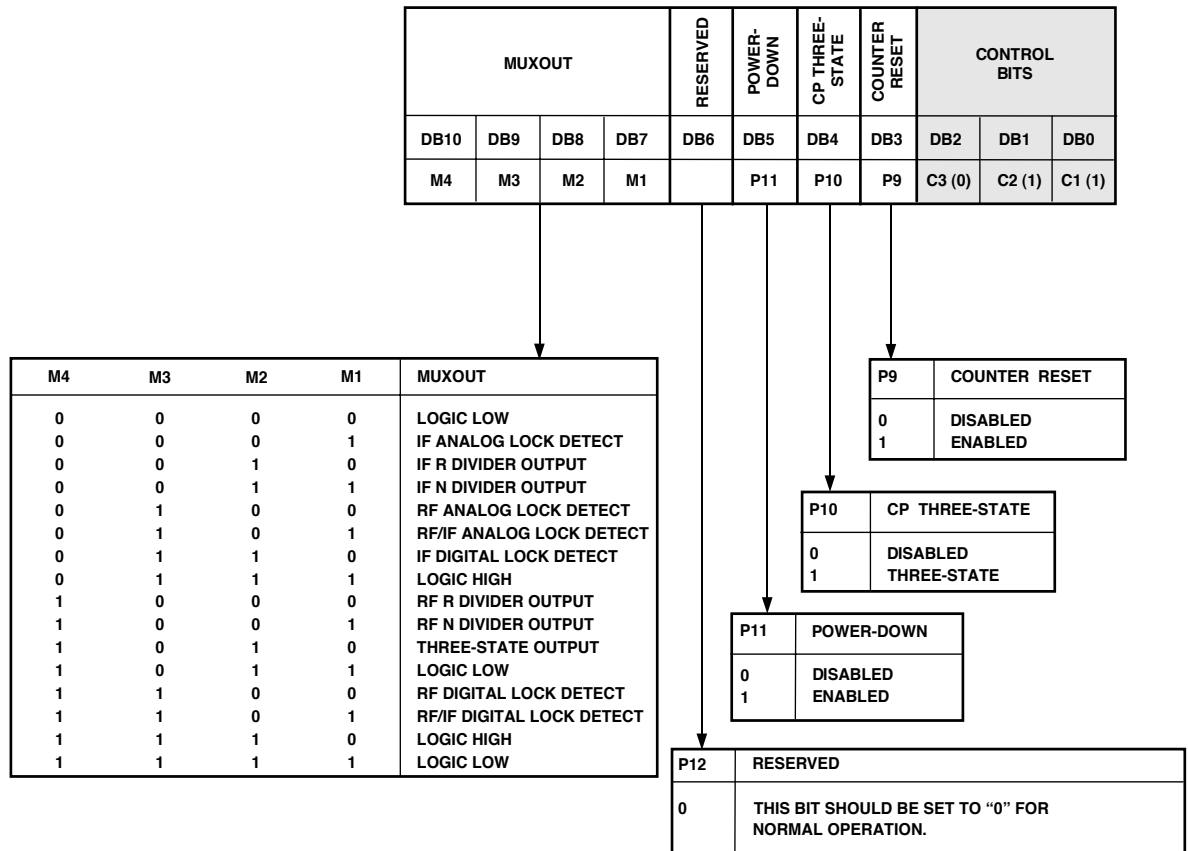 MUXOUT
RESERVED
POWER-
DOWN
CP THREE-
STATE
COUNTER
RESET
CONTROL
BITS
DB10 DB9 DB8 DB7 DB6 DB5 DB4 DB3 DB2 DB1 DB0
M4 M3 M2 M1 P11 P10 P9 C3 (0) C2 (1) C1 (1)
M4 M3 M2 M1 MUXOUT
0 0 0 0 LOGIC LOW
0 0 0 1 IF ANALOG LOCK DETECT
0 0 1 0 IF R DIVIDER OUTPUT
0 0 1 1 IF N DIVIDER OUTPUT
0 1 0 0 RF ANALOG LOCK DETECT
0 1 0 1 RF/IF ANALOG LOCK DETECT
0 1 1 0 IF DIGITAL LOCK DETECT
0 1 1 1 LOGIC HIGH
1 0 0 0 RF R DIVIDER OUTPUT
1 0 0 1 RF N DIVIDER OUTPUT
1 0 1 0 THREE-STATE OUTPUT
1 0 1 1 LOGIC LOW
1 1 0 0 RF DIGITAL LOCK DETECT
1 1 0 1 RF/IF DIGITAL LOCK DETECT
1 1 1 0 LOGIC HIGH
1 1 1 1 LOGIC LOW
P9 COUNTER RESET
0 DISABLED
1 ENABLED
P10 CP THREE-STATE
0 DISABLED
1 THREE-STATE
P11 POWER-DOWN
0 DISABLED
1 ENABLED
P12 RESERVED
0 THIS BIT SHOULD BE SET TO “0” FOR
NORMAL OPERATION.